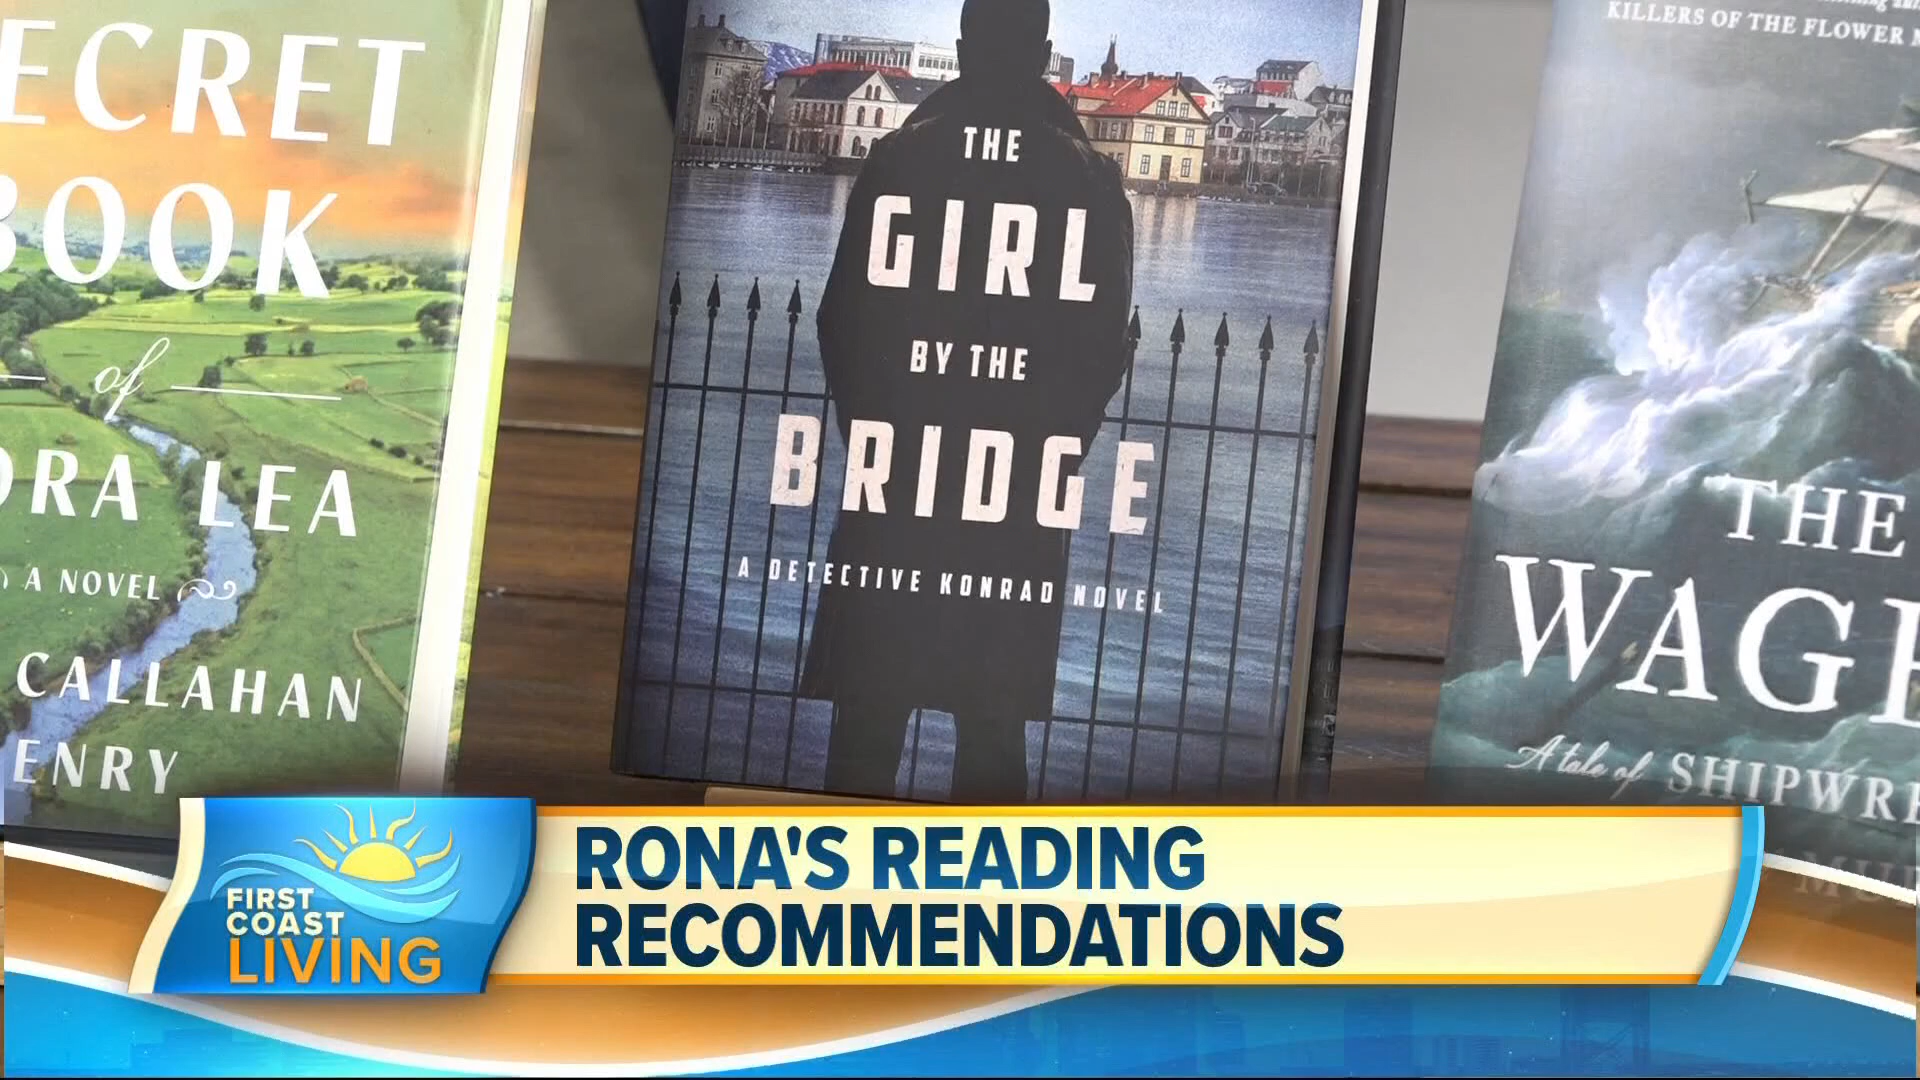 ECRET
BOOK
of
ORA LEA
A NOVEL
CALLAHAN
ENRY
THE
GIRL
BY THE
BRIDGE
A DETECTIVE KONRAD NOVEL
KILLERS OF THE FLOWER M
THE
WAGE
A tale of SHIPWRE
MU
FIRST
COAST
LIVING
RONA'S READING
RECOMMENDATIONS